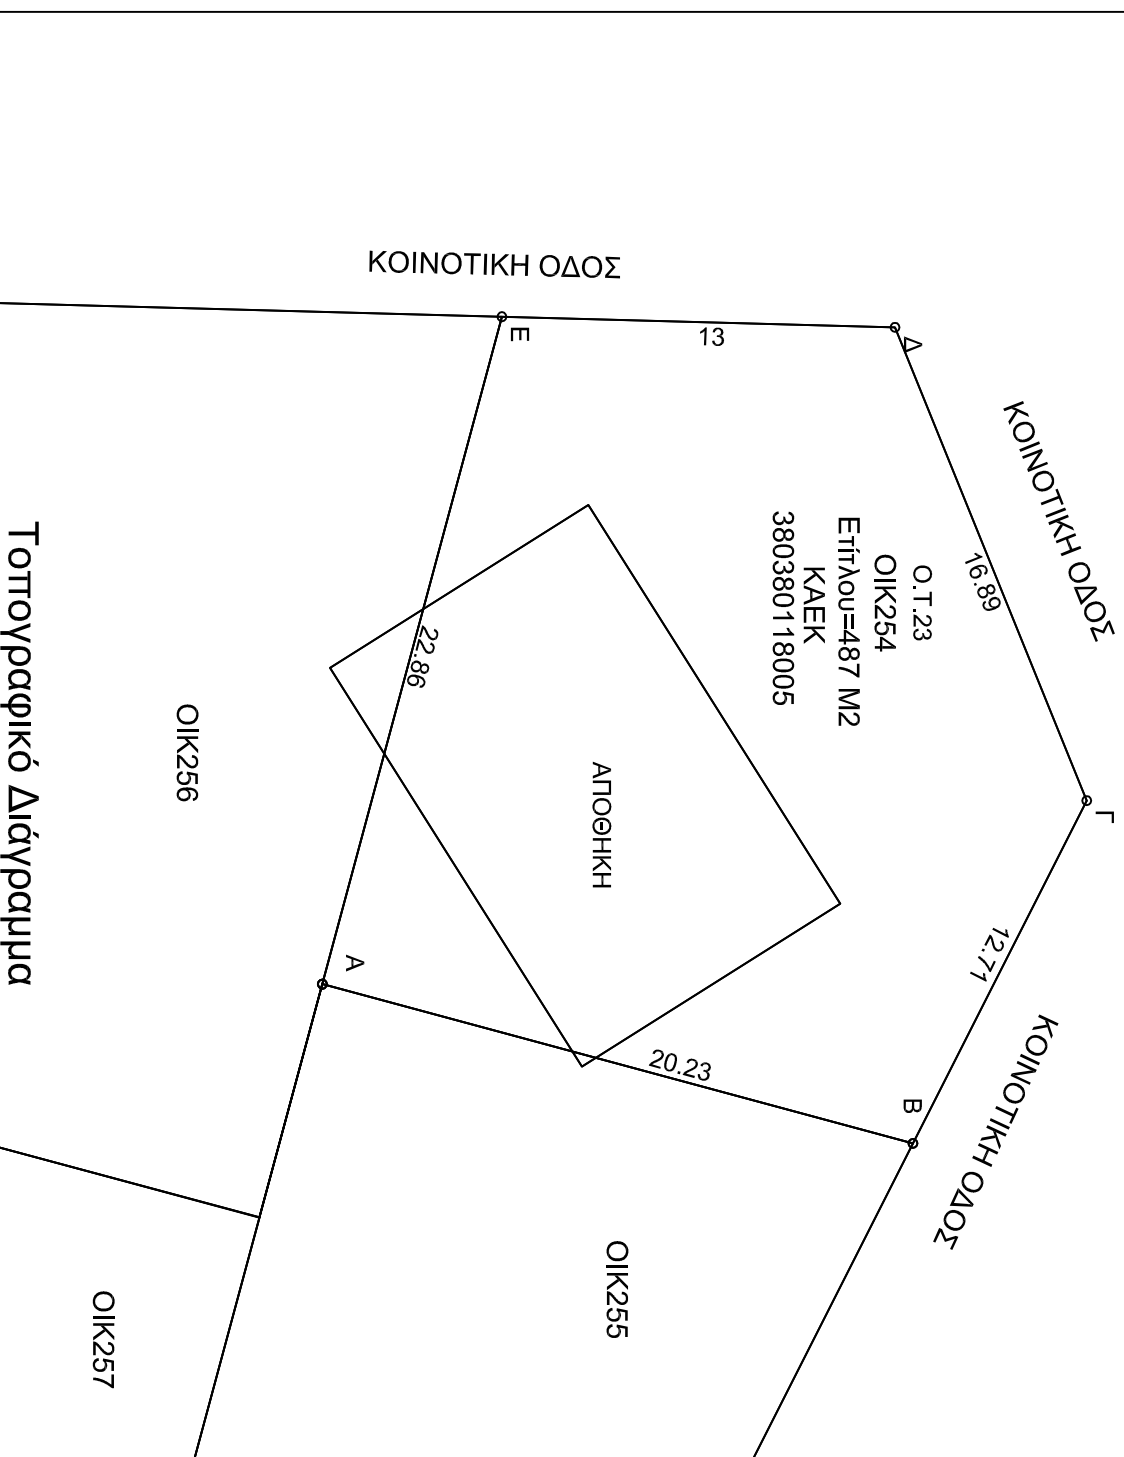 ΚΟΙΝΟΤΙΚΗ ΟΔΟΣ
Ε
13
Δ
ΚΟΙΝΟΤΙΚΗ ΟΔΟΣ
16.89
Ο.Τ.23
ΟΙΚ254
Ετίτλου=487 Μ2
ΚΑΕΚ
380380118005
22.86
ΑΠΟΘΗΚΗ
Γ
12.71
ΚΟΙΝΟΤΙΚΗ ΟΔΟΣ
Α
20.23
Β
ΟΙΚ256
Τοπογραφικό Διάγραμμα
ΟΙΚ255
ΟΙΚ257